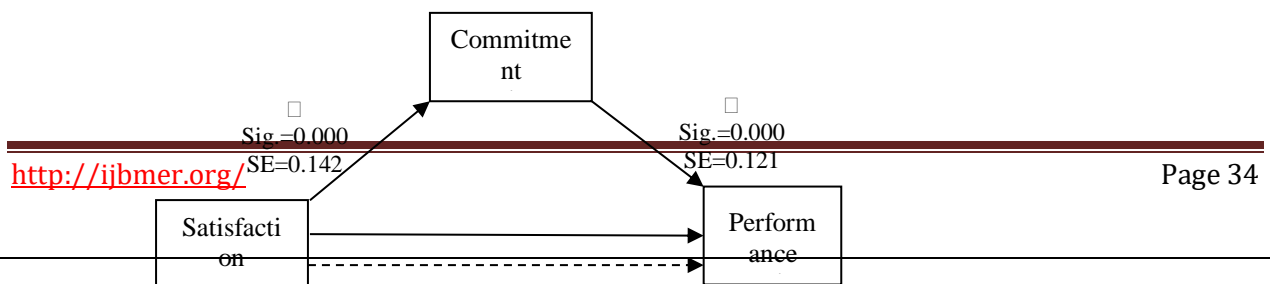 Commitme
nt
Sig.=0.000
SE=0.142
Sig.=0.000
SE=0.121
http://ijbmer.org/
Page 34
Satisfacti
on
Perform
ance